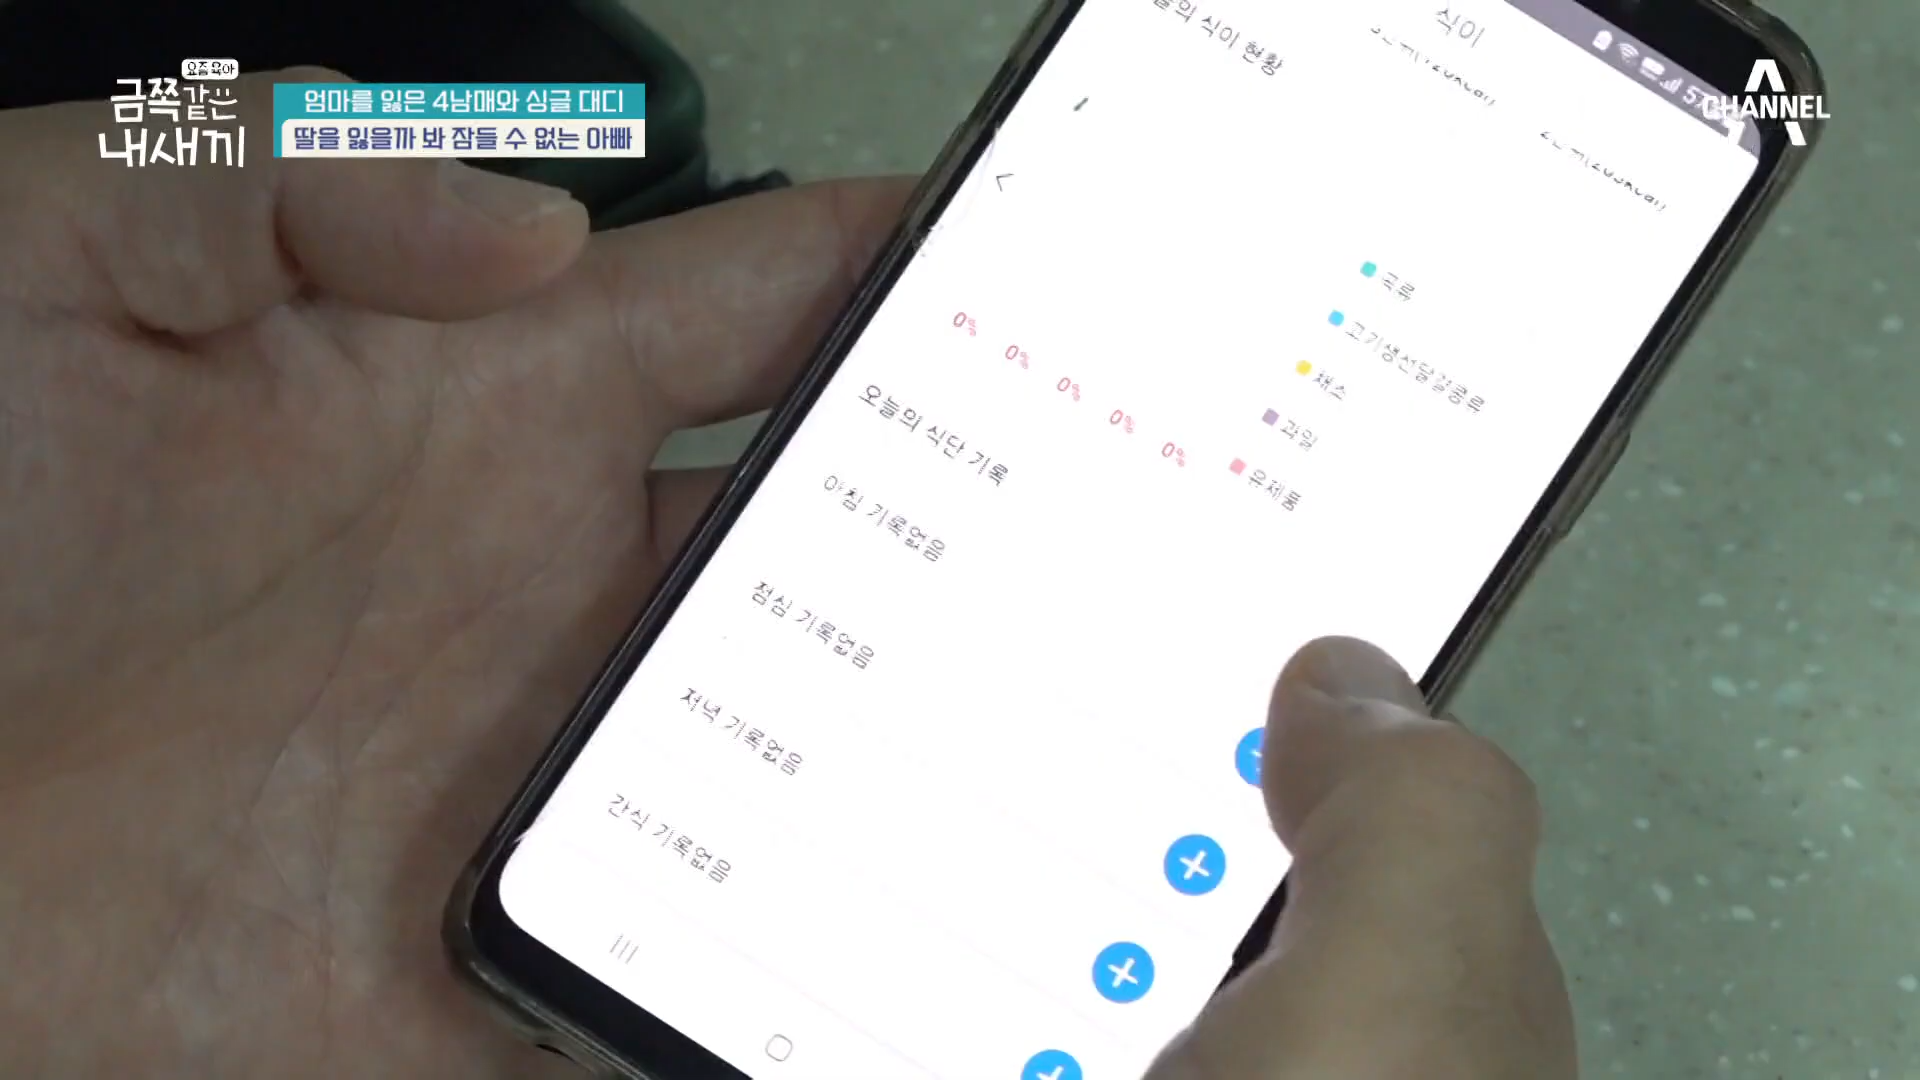 요즘 육아
금쪽같은
내새끼
엄마를 잃은 4남매와 싱글 대디
딸을 잃을까 봐 잠들 수 없는 아빠
CHANNEL A
식이
식이 현황
<
곡류
고기생선달걀콩류
채소
과일
유제품
0%
0%
0%
0%
0%
오늘의 식단 기록
아침 기록없음
점심 기록없음
저녁 기록없음
간식 기록없음